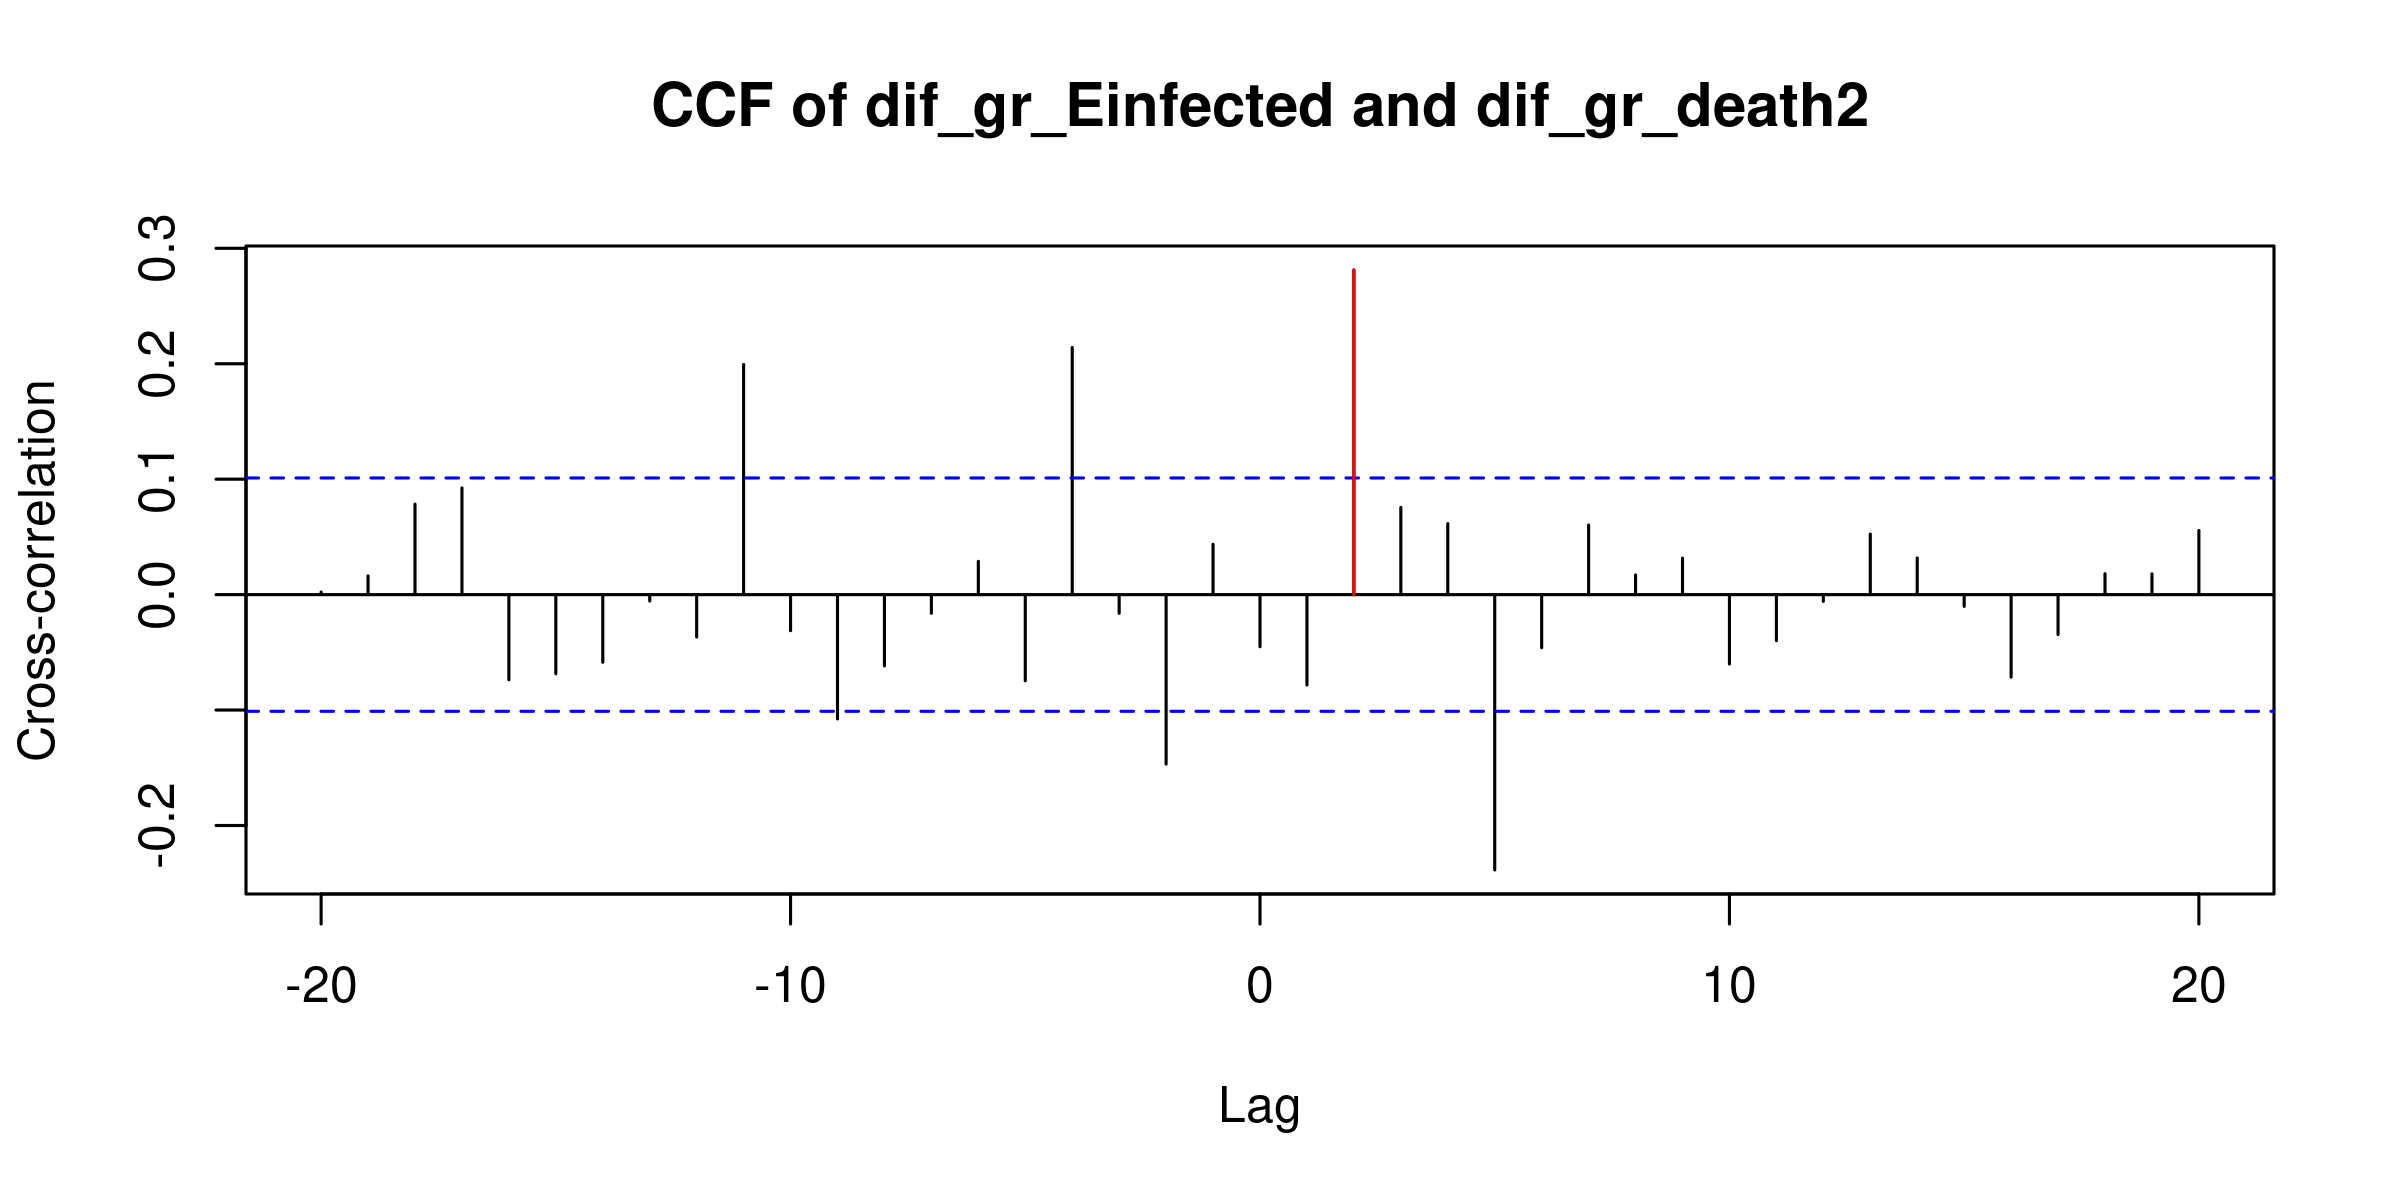 CCF of dif_gr_Einfected and dif_gr_death2
0.3
0.2
0.1
0.0
-0.2
Cross-correlation
-20 -10 0 10 20
Lag